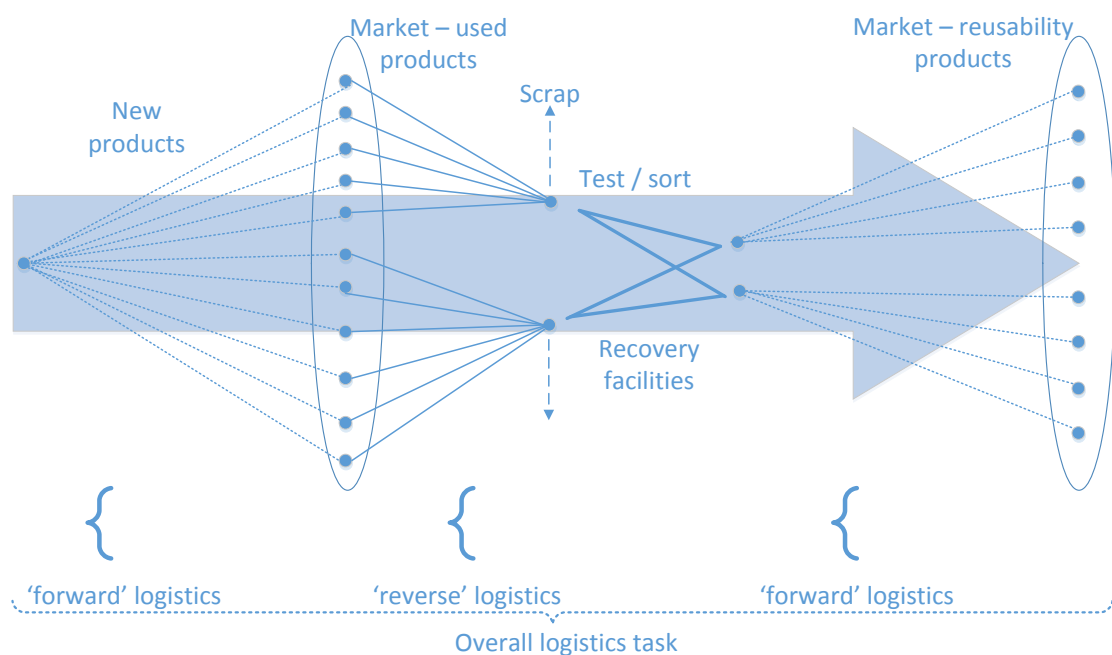 Market – used
products
Market – reusability
products
New
products
Scrap
Test / sort
Recovery
facilities
‘forward’ logistics
‘reverse’ logistics
‘forward’ logistics
Overall logistics task